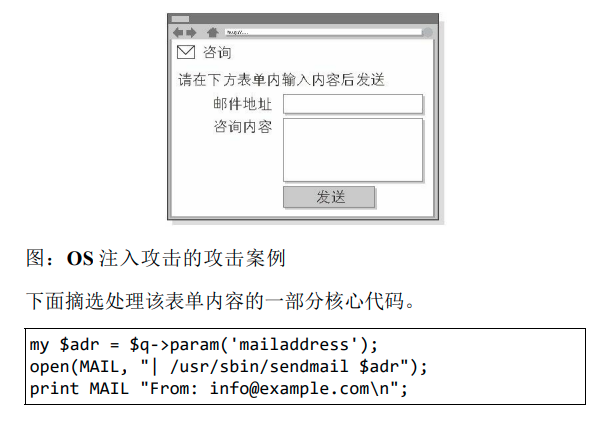 咨询
请在下方表单内输入内容后发送
邮件地址
咨询内容
发送
图：OS 注入攻击的攻击案例
下面摘选处理该表单内容的一部分核心代码。
my $adr = $q->param('mailaddress');
open(MAIL, "| /usr/sbin/sendmail $adr");
print MAIL "From: info@example.com\n";